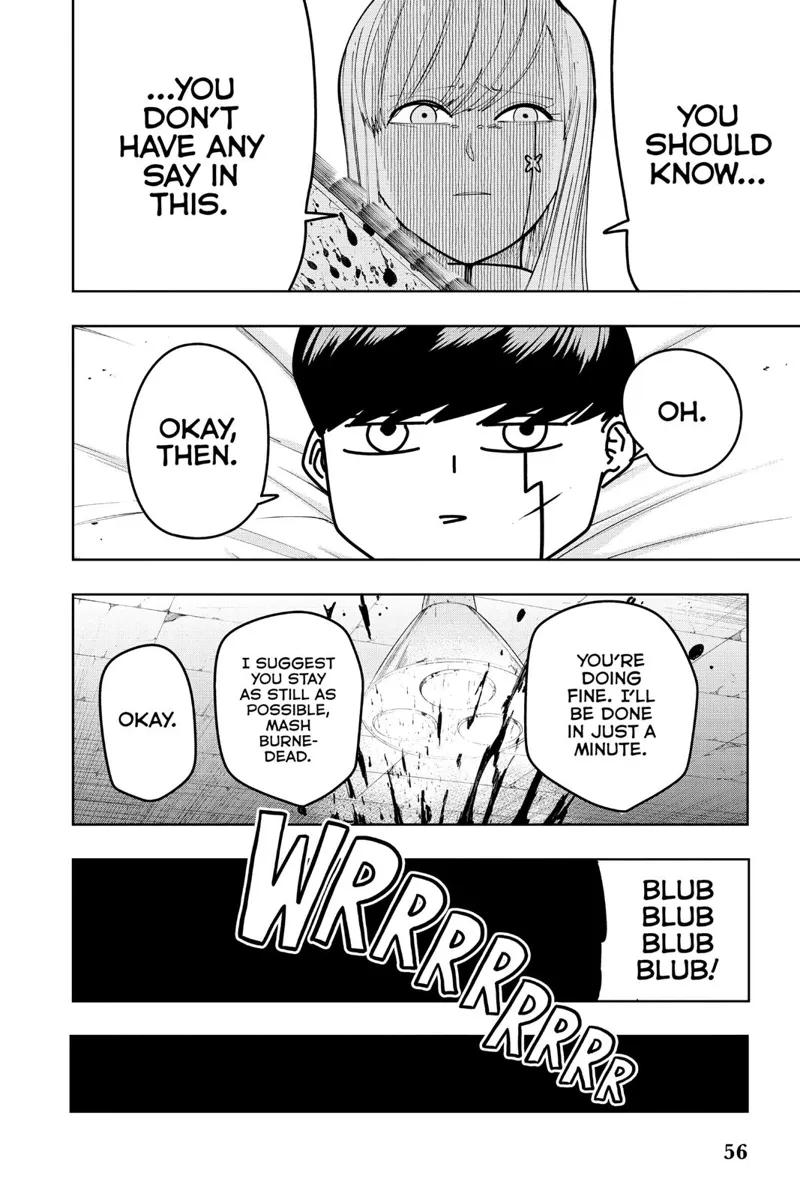 YOU
SHOULD
KNOW...
...YOU
DON'T
HAVE ANY
SAY IN
THIS.
OH.
OKAY,
THEN.
YOU'RE
DOING
FINE. I'LL
BE DONE
IN JUST A
MINUTE.
I SUGGEST
YOU STAY
AS STILL AS
POSSIBLE,
MASH
BURNE-
DEAD.
OKAY.
BLUB
BLUB
BLUB
BLUB!
WRRRRRRRRRR
56